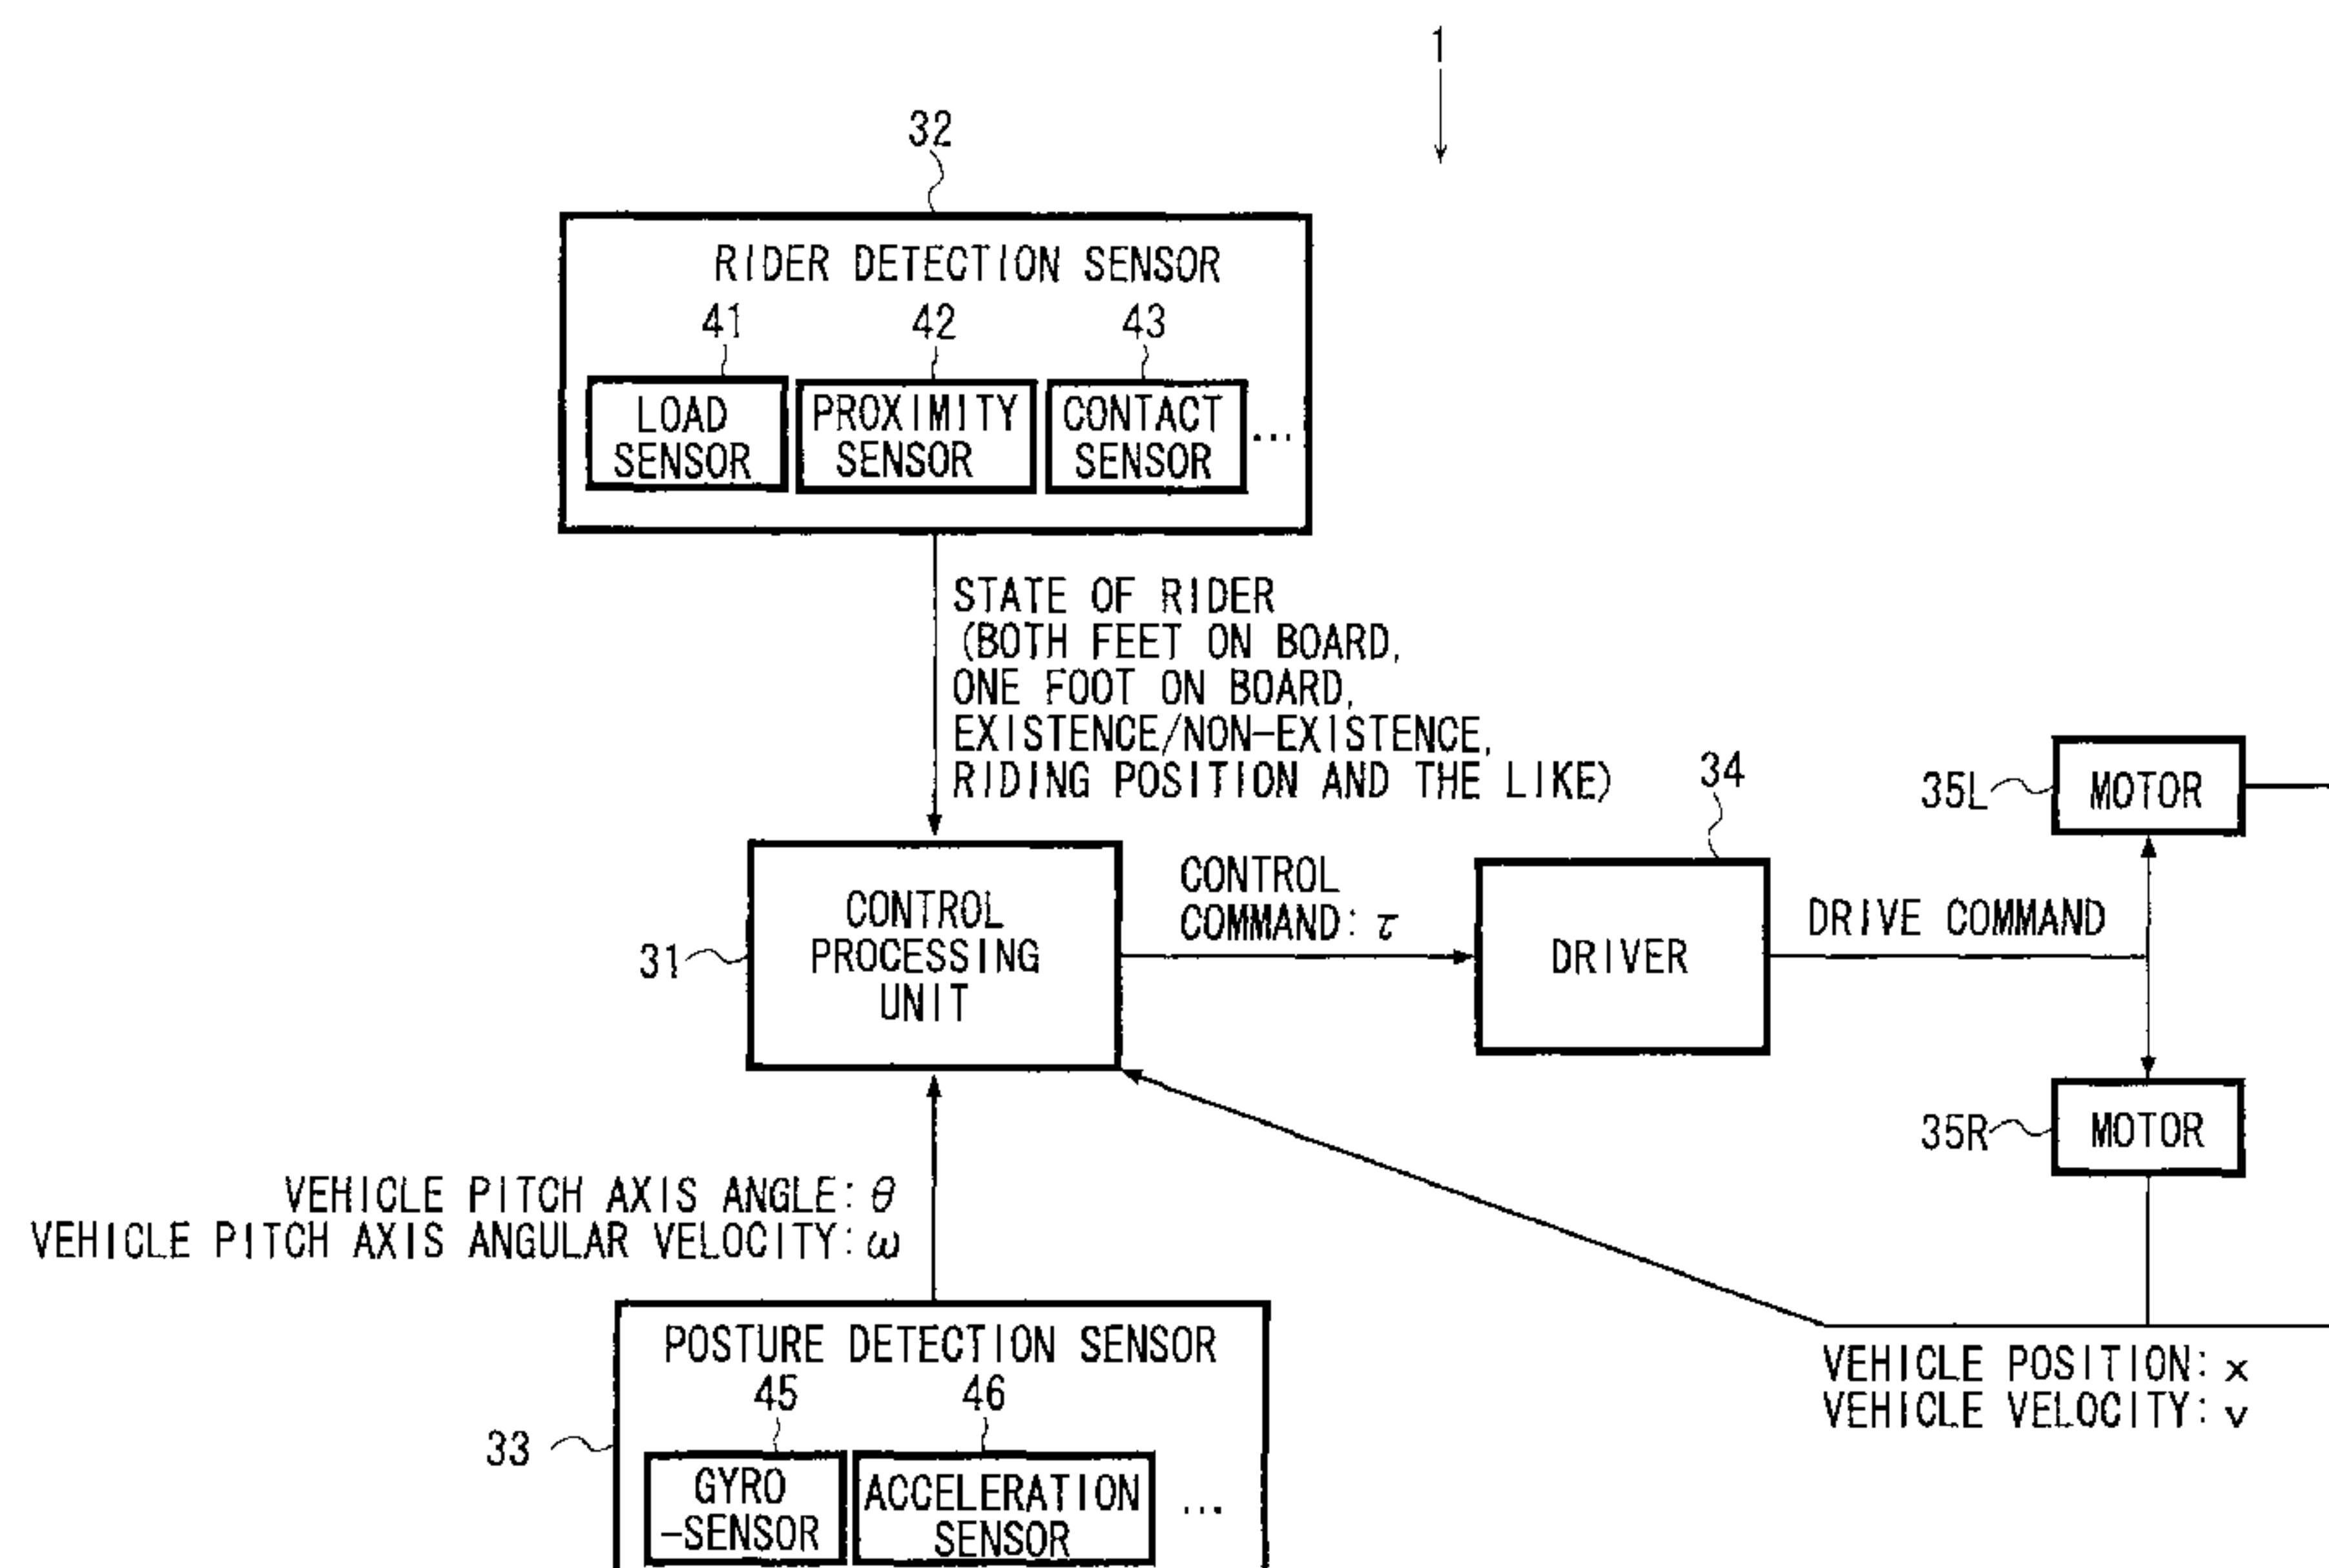 1
32
RIDER DETECTION SENSOR
41 42 43
LOAD SENSOR
PROXIMITY SENSOR
CONTACT SENSOR
...
STATE OF RIDER
(BOTH FEET ON BOARD,
ONE FOOT ON BOARD,
EXISTENCE/NON-EXISTENCE,
RIDING POSITION AND THE LIKE)
34
35L
MOTOR
CONTROL
COMMAND: τ
31
CONTROL
PROCESSING
UNIT
DRIVER
DRIVE COMMAND
35R
MOTOR
VEHICLE PITCH AXIS ANGLE: θ
VEHICLE PITCH AXIS ANGULAR VELOCITY: ω
POSTURE DETECTION SENSOR
VEHICLE POSITION: x
VEHICLE VELOCITY: v
45 46
33
GYRO
-SENSOR
ACCELERATION
SENSOR
...